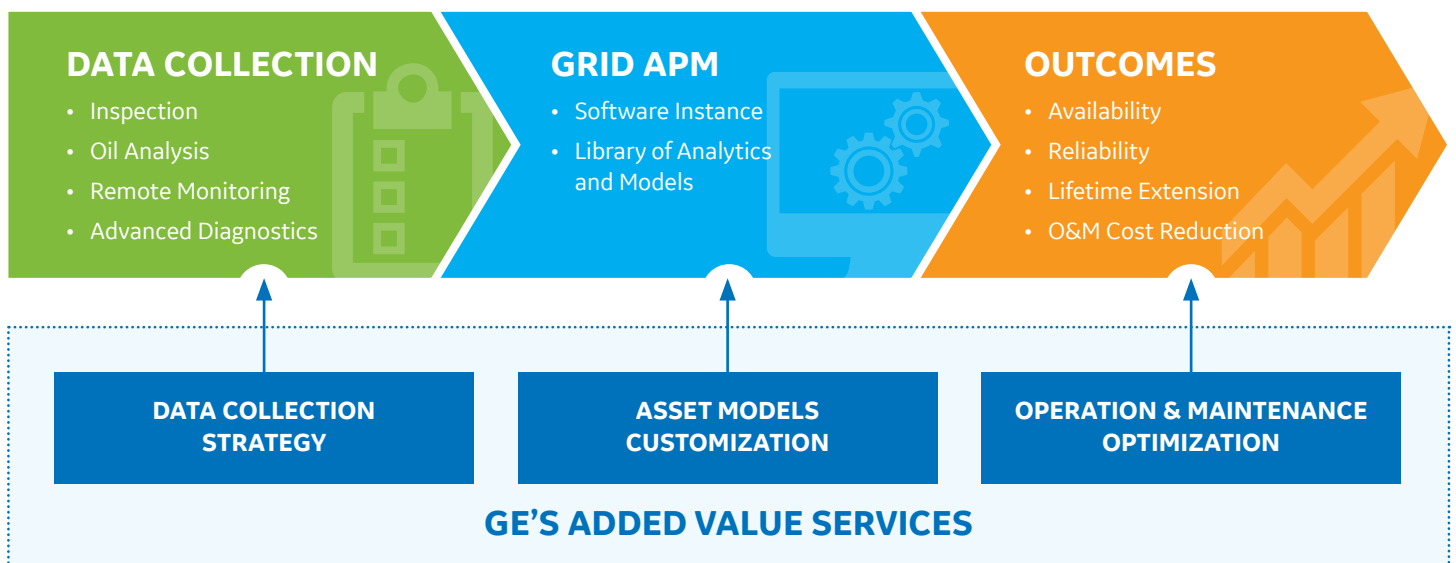 DATA COLLECTION
• Inspection
• Oil Analysis
• Remote Monitoring
• Advanced Diagnostics
GRID APM
• Software Instance
• Library of Analytics
and Models
OUTCOMES
• Availability
• Reliability
• Lifetime Extension
• O&M Cost Reduction
DATA COLLECTION
STRATEGY
ASSET MODELS
CUSTOMIZATION
OPERATION & MAINTENANCE
OPTIMIZATION
GE’S ADDED VALUE SERVICES